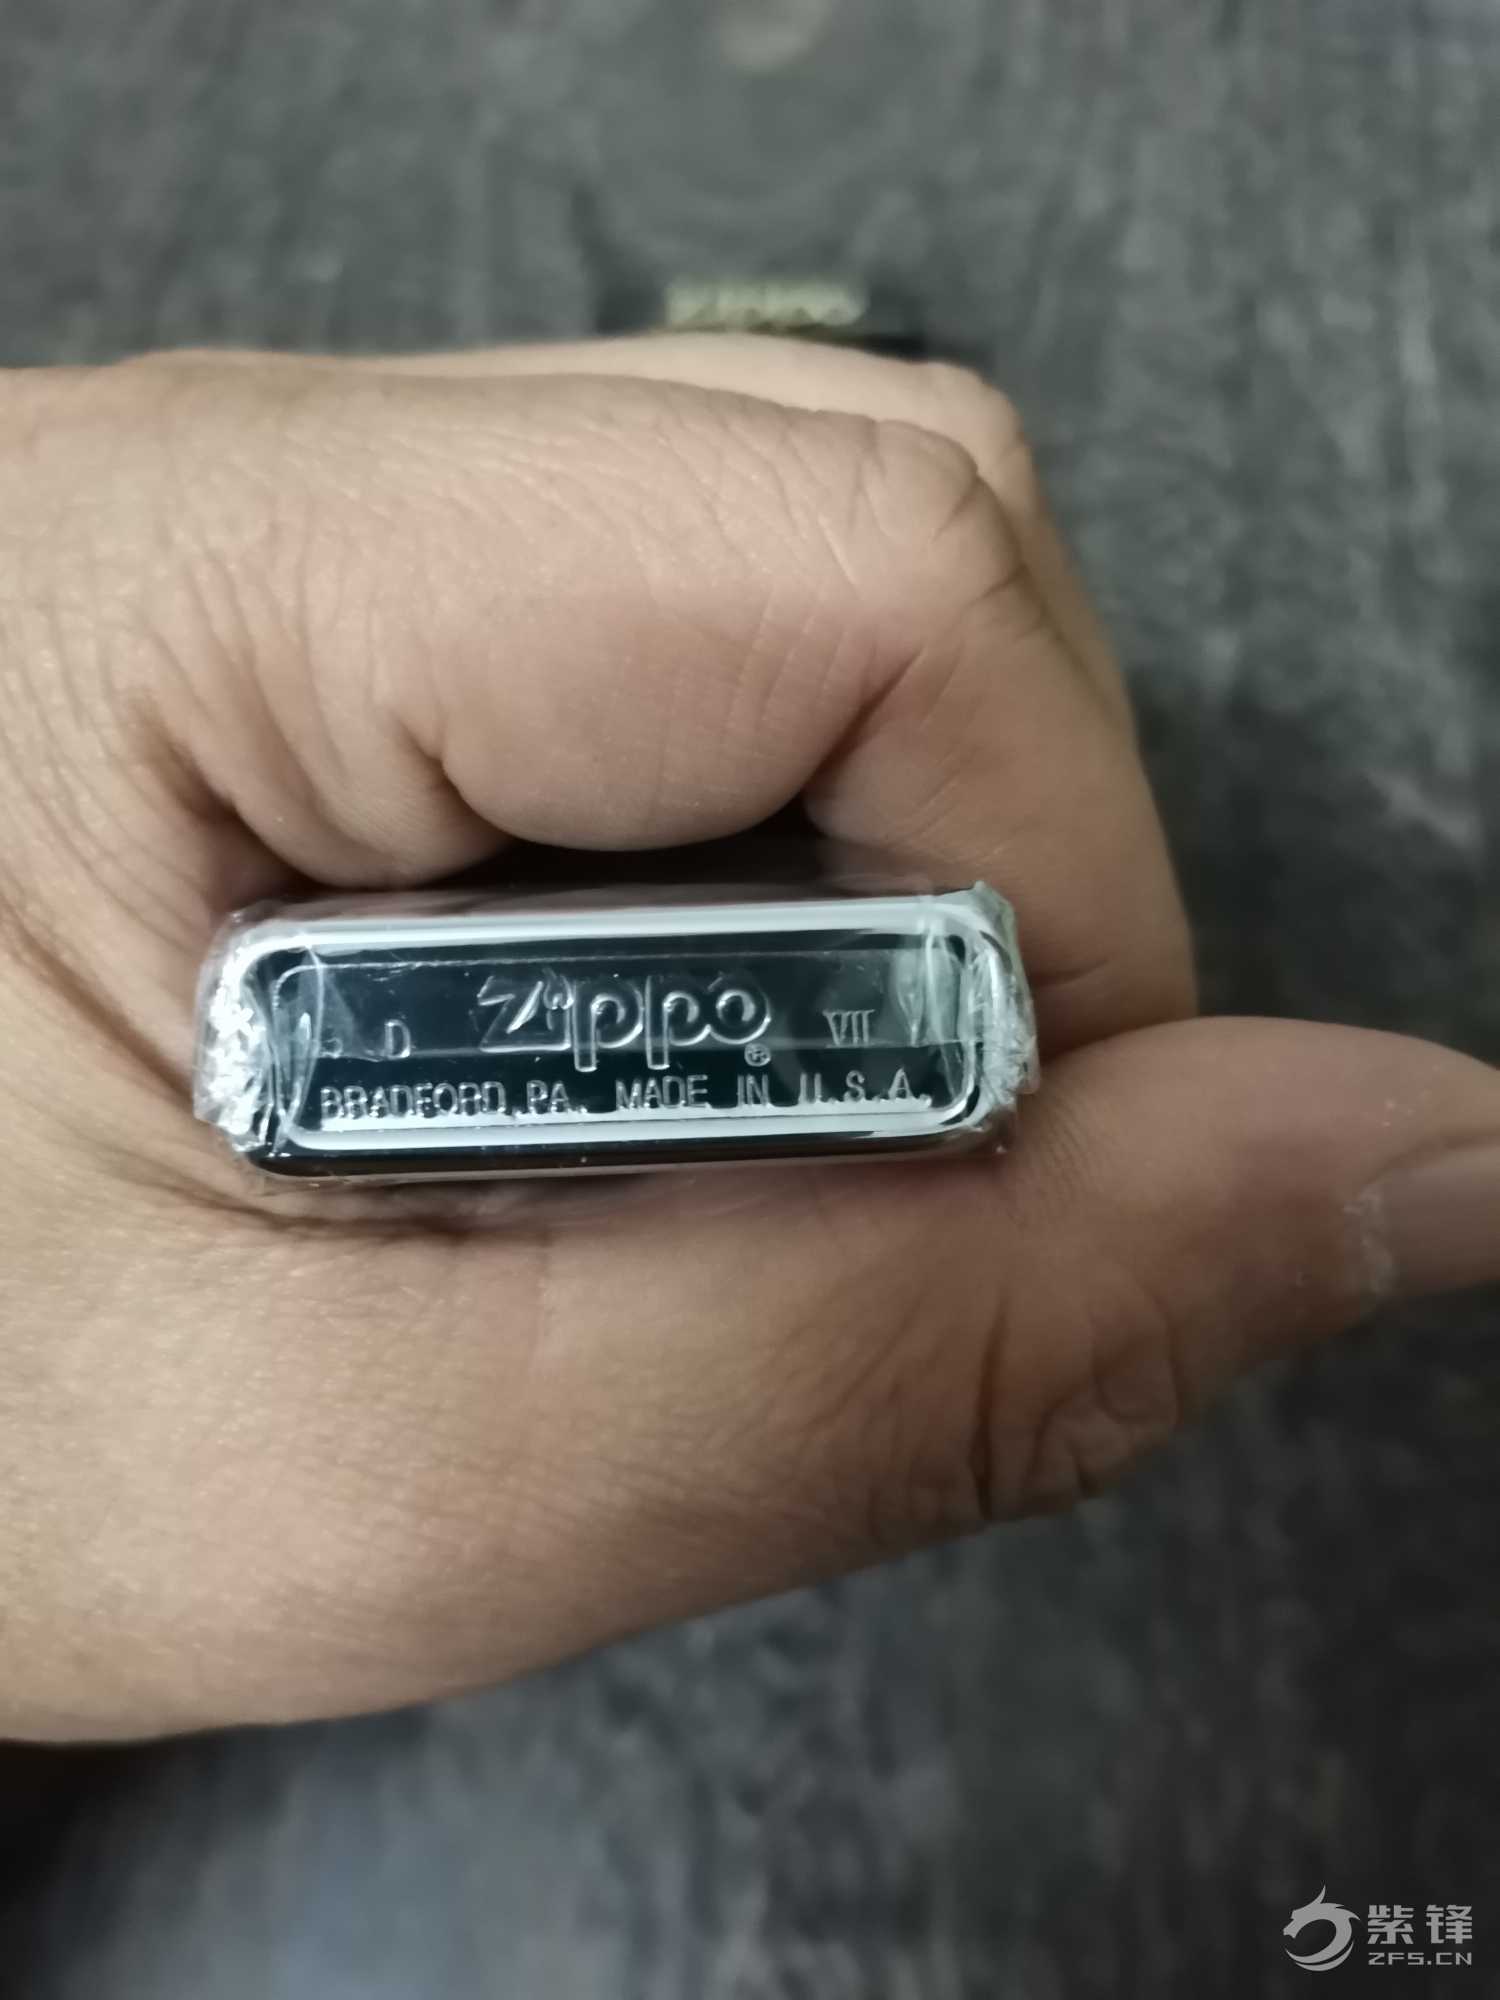 D Zippo ® VII
BRADFORD, PA. MADE IN U.S.A.
紫锋
ZFS.CN